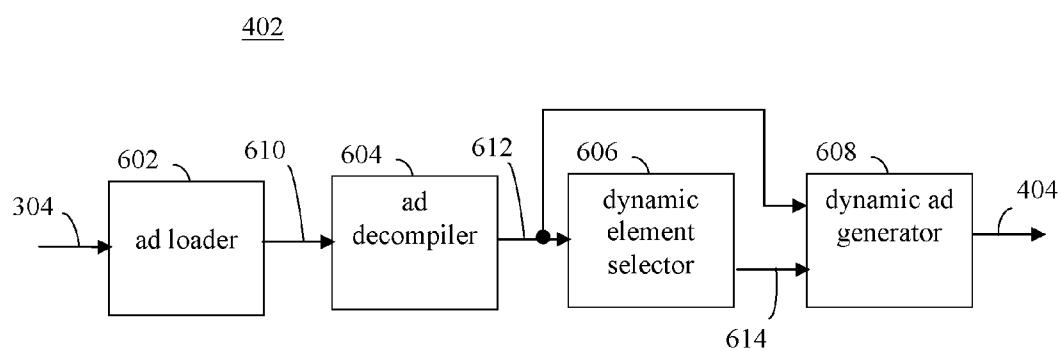 402
602
610
604
612
606
608
304
404
ad loader
ad
decompiler
dynamic
element
selector
dynamic ad
generator
614